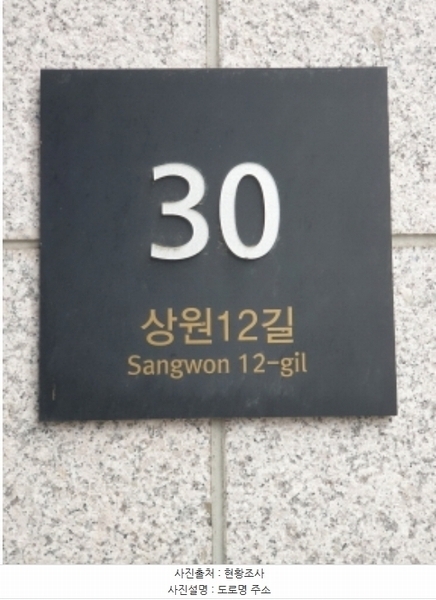 30
상원12길
Sangwon 12-gil
사진출처 : 현황조사
사진설명 : 도로명 주소